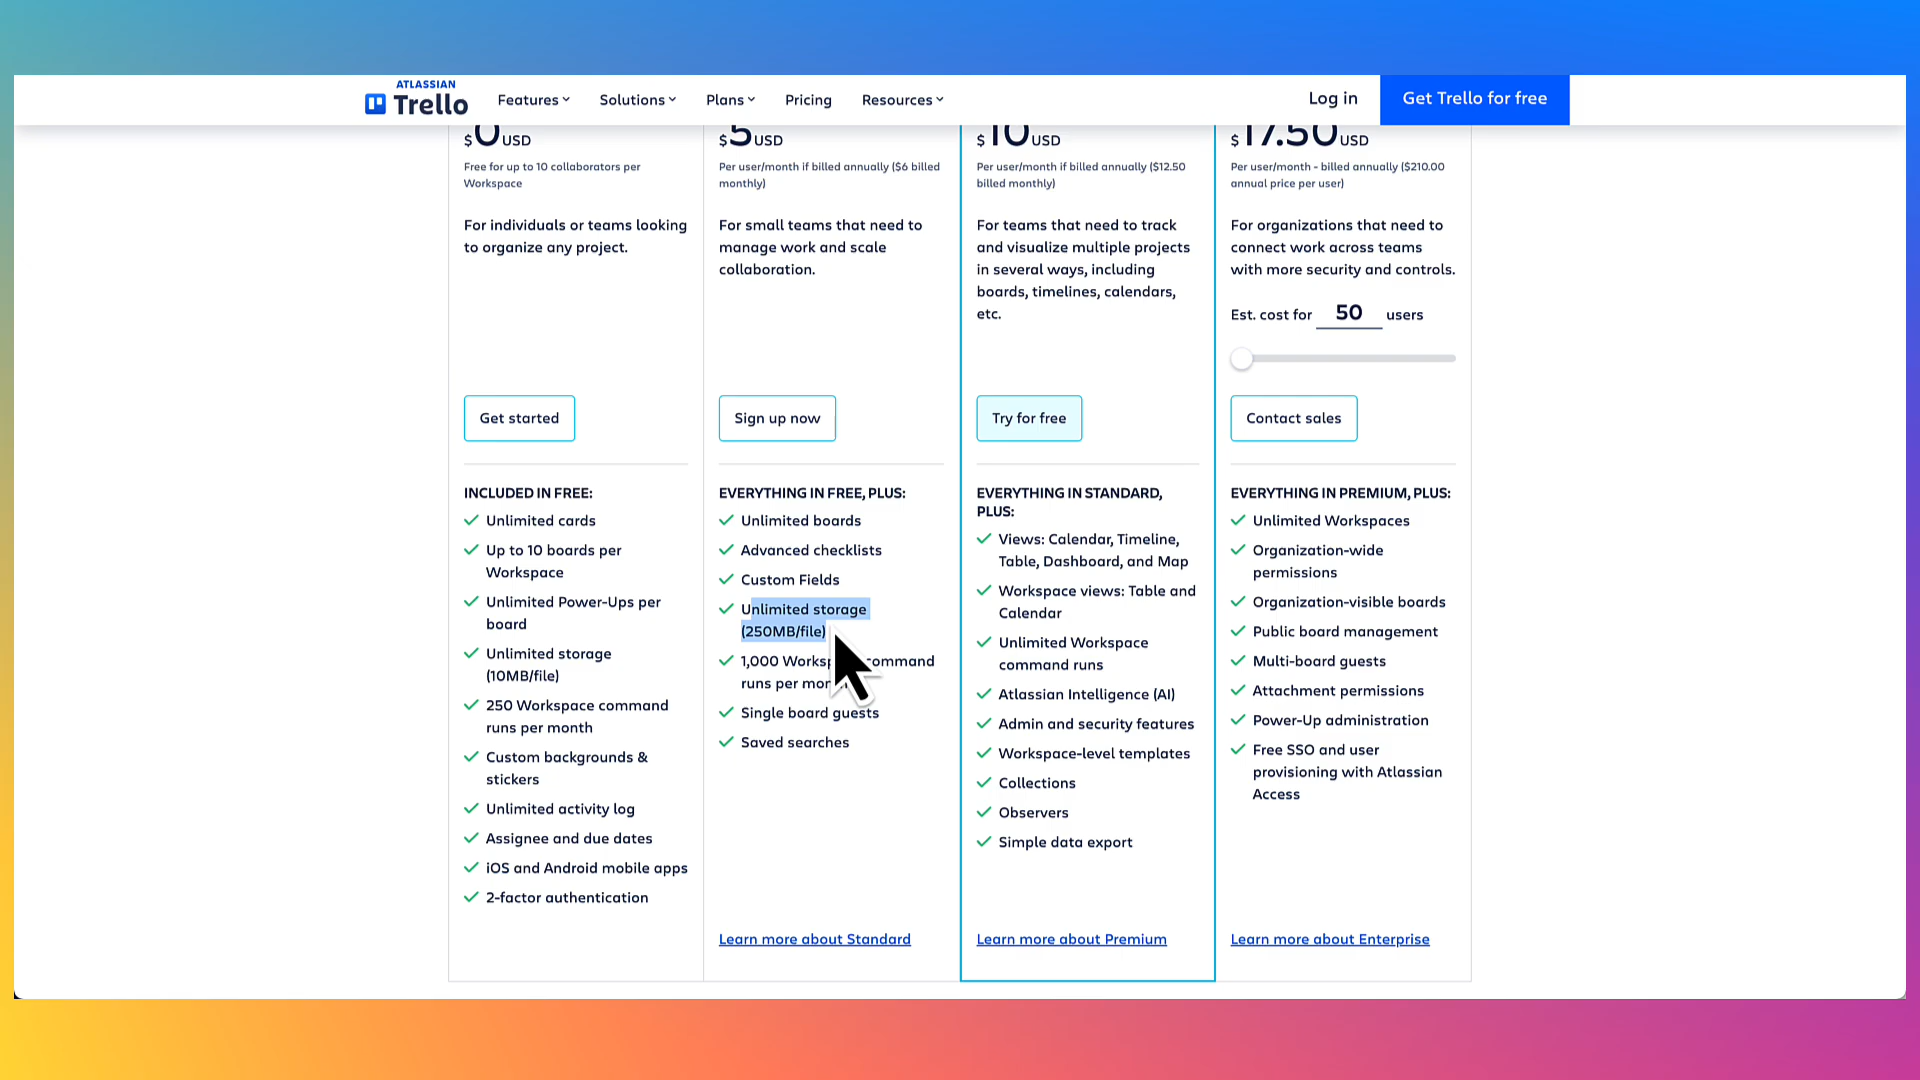 ATLASSIAN
Trello
Features
Solutions
Plans
Pricing
Resources
Log in
Get Trello for free
$0USD
Free for up to 10 collaborators per
Workspace
For individuals or teams looking
to organize any project.
Get started
INCLUDED IN FREE:
Unlimited cards
Up to 10 boards per
Workspace
Unlimited Power-Ups per
board
Unlimited storage
(10MB/file)
250 Workspace command
runs per month
Custom backgrounds &
stickers
Unlimited activity log
Assignee and due dates
iOS and Android mobile apps
2-factor authentication
$5USD
Per user/month if billed annually ($6 billed
monthly)
For small teams that need to
manage work and scale
collaboration.
Sign up now
EVERYTHING IN FREE, PLUS:
Unlimited boards
Advanced checklists
Custom Fields
Unlimited storage
(250MB/file)
1,000 Workspace command
runs per month
Single board guests
Saved searches
Learn more about Standard
$10USD
Per user/month if billed annually ($12.50
billed monthly)
For teams that need to track
and visualize multiple projects
in several ways, including
boards, timelines, calendars,
etc.
Try for free
EVERYTHING IN STANDARD,
PLUS:
Views: Calendar, Timeline,
Table, Dashboard, and Map
Workspace views: Table and
Calendar
Unlimited Workspace
command runs
Atlassian Intelligence (AI)
Admin and security features
Workspace-level templates
Collections
Observers
Simple data export
Learn more about Premium
$17.50USD
Per user/month - billed annually ($210.00
annual price per user)
For organizations that need to
connect work across teams
with more security and controls.
Est. cost for 50 users
Contact sales
EVERYTHING IN PREMIUM, PLUS:
Unlimited Workspaces
Organization-wide
permissions
Organization-visible boards
Public board management
Multi-board guests
Attachment permissions
Power-Up administration
Free SSO and user
provisioning with Atlassian
Access
Learn more about Enterprise